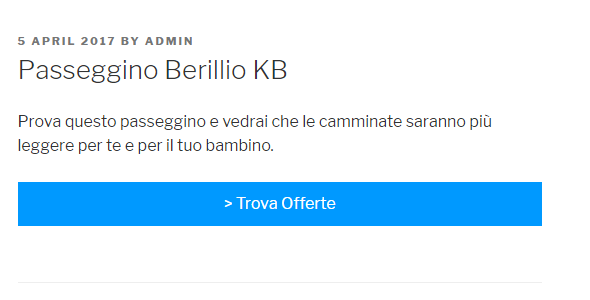 5 APRIL 2017 BY ADMIN
Passeggino Berillio KB
Prova questo passeggino e vedrai che le camminate saranno più
leggere per te e per il tuo bambino.
> Trova Offerte